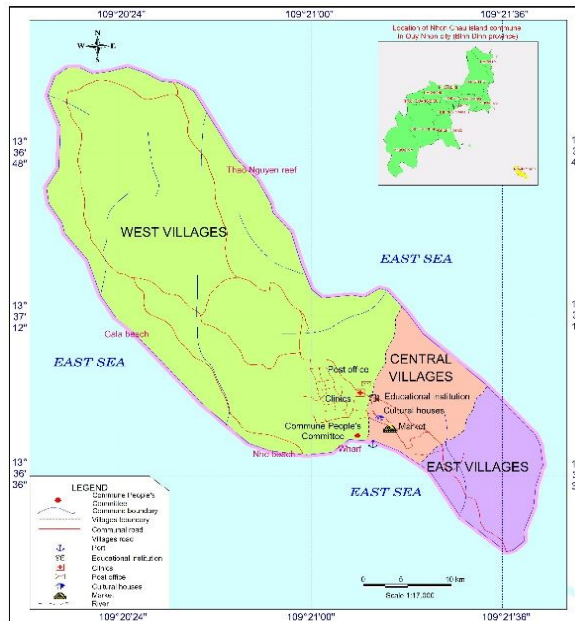 109°20'24"
109°21'00"
109°21'36"
Location of Nhon Chau island commune
in Quy Nhon city (Binh Dinh province)
N
W
E
S
13°
36'
48"
Thao Nguyen reef
WEST VILLAGES
EAST SEA
13°
37'
12"
Cala beach
EAST SEA
CENTRAL
VILLAGES
Post office
Clinics
Educational institution
Cultural houses
Market
Commune People's
Committee
Nho beach
Wharf
EAST VILLAGES
13°
36'
36"
EAST SEA
LEGEND
Commune People's
Committee
Commune boundary
Villages boundary
Communal road
Villages road
Port
Educational institution
Clinics
Post office
Cultural houses
Market
River
0
6
10 km
Scale 1:17,000
109°20'24"
109°21'00"
109°21'36"